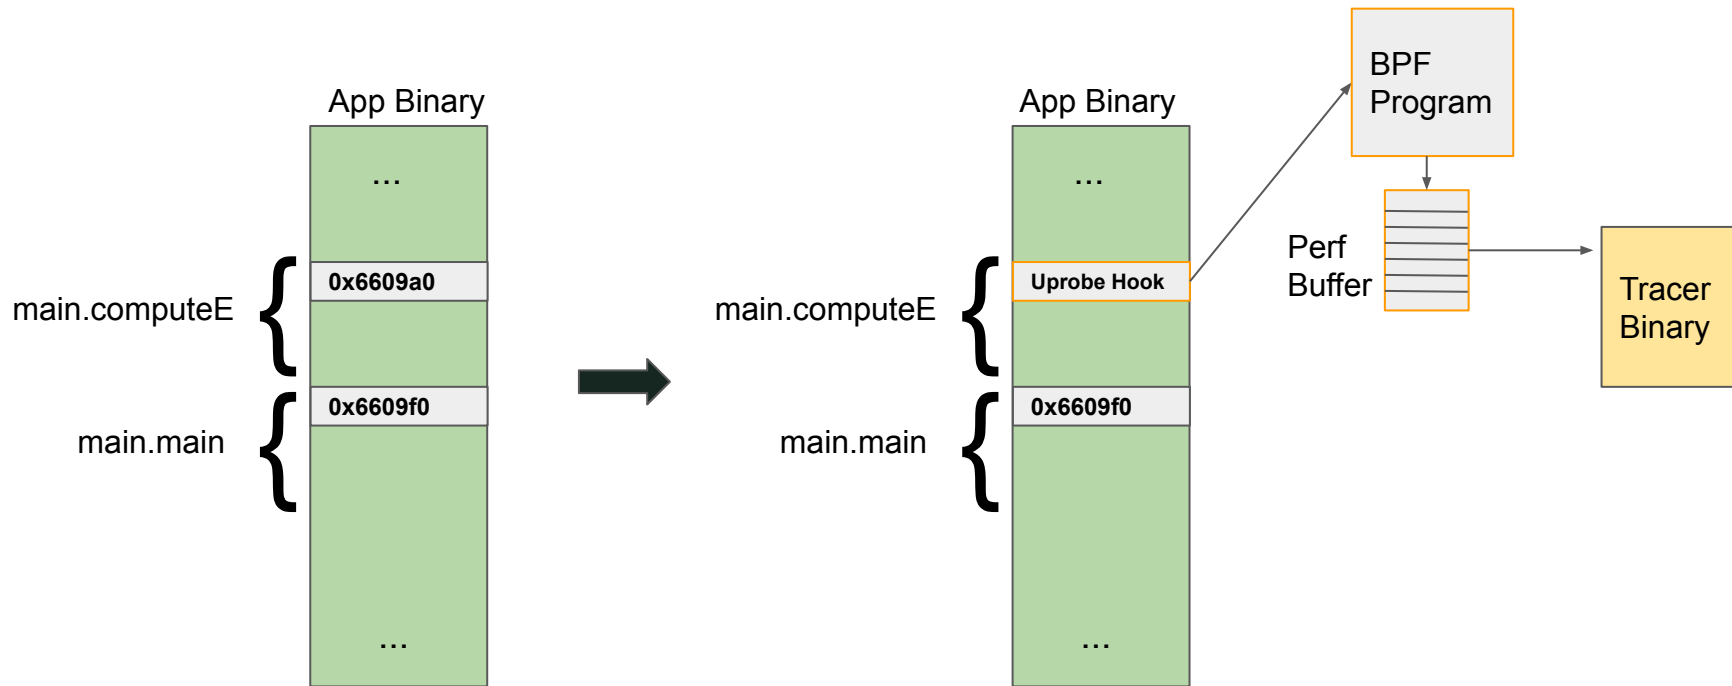 App Binary
...
0x6609a0
main.computeE
{
0x6609f0
main.main
{
...
App Binary
...
Uprobe Hook
main.computeE
{
0x6609f0
main.main
{
...
BPF
Program
Perf
Buffer
Tracer
Binary